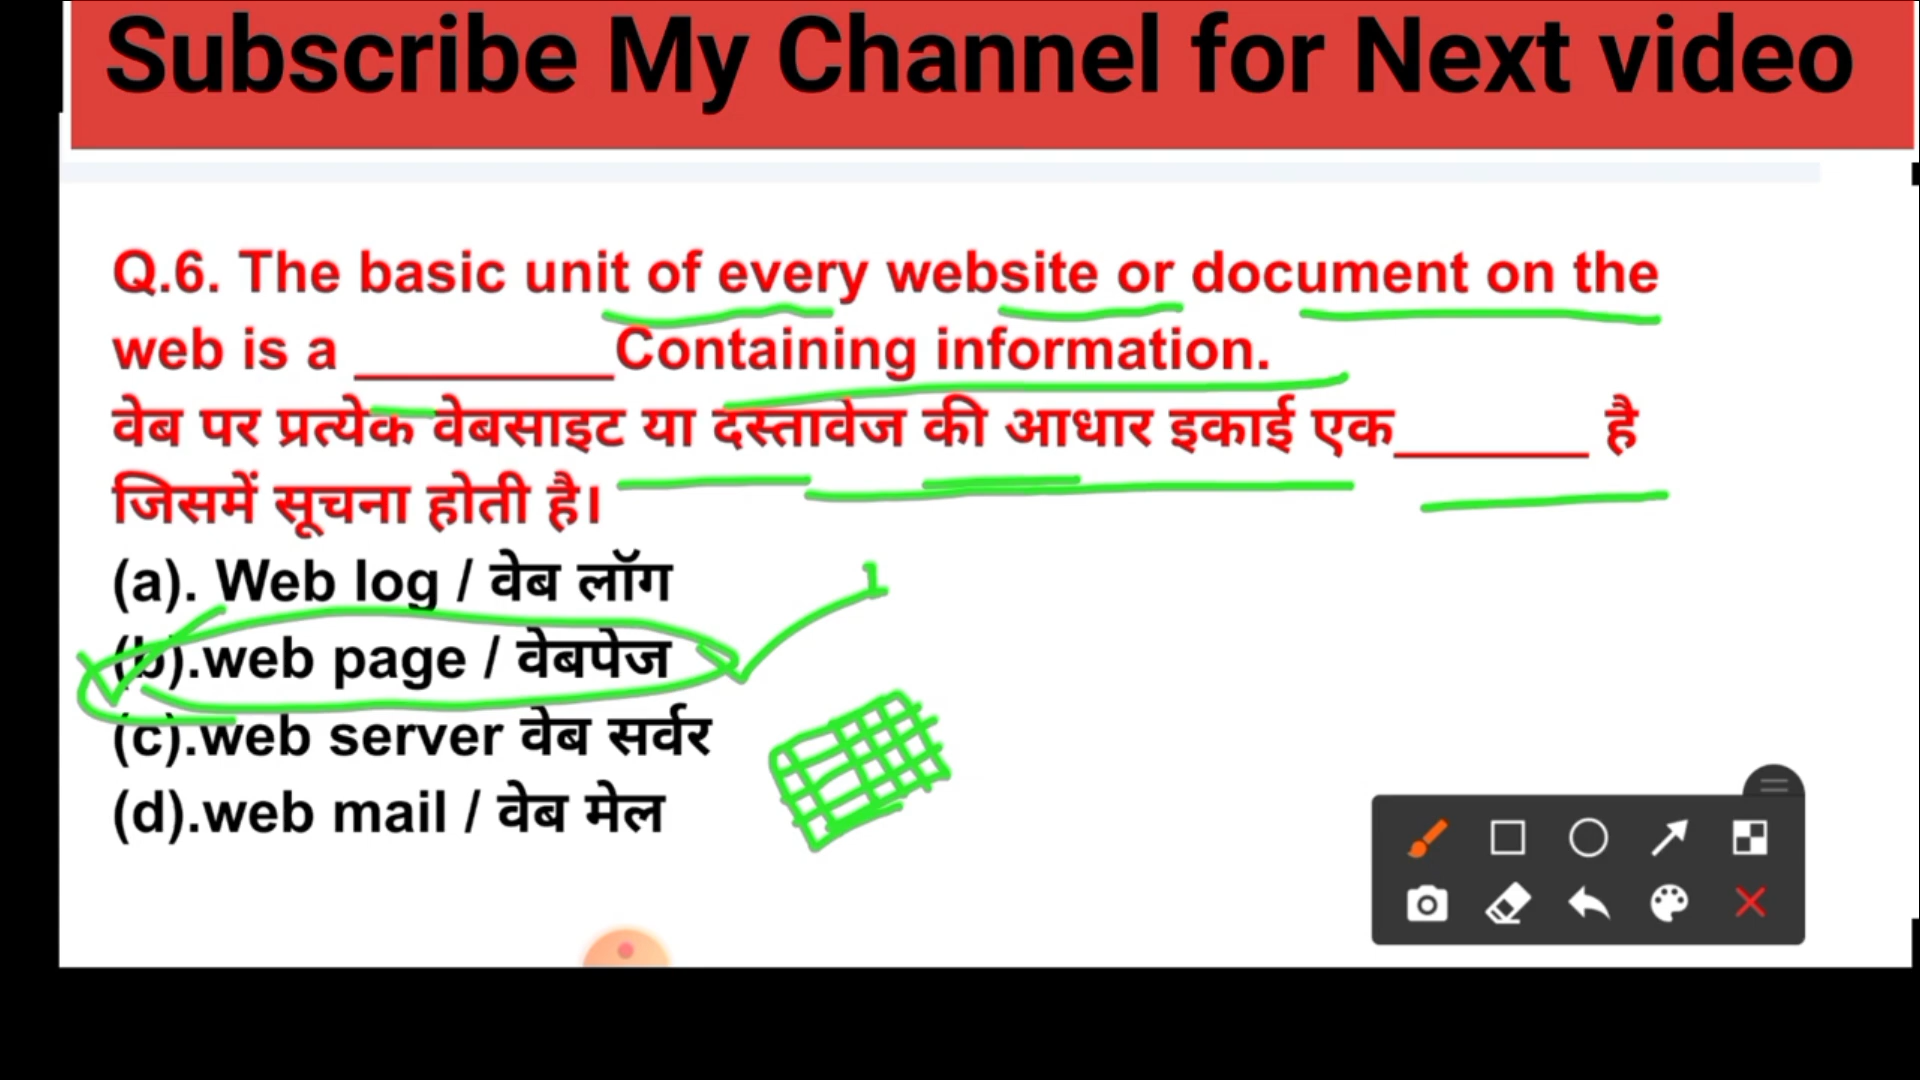 Subscribe My Channel for Next video
Q.6. The basic unit of every website or document on the
web is a _________Containing information.
वेब पर प्रत्येक वेबसाइट या दस्तावेज की आधार इकाई एक_______ है
जिसमें सूचना होती है।
(a). Web log / वेब लॉग
(b).web page / वेबपेज
(c).web server वेब सर्वर
(d).web mail / वेब मेल